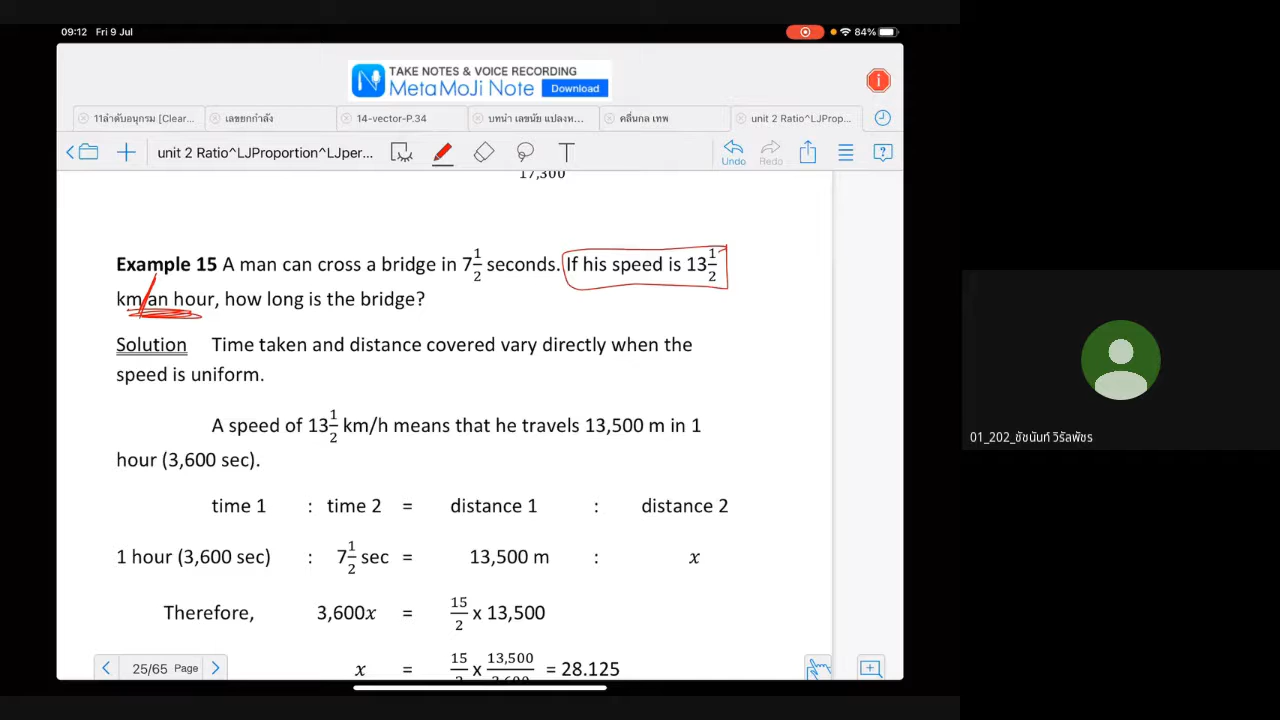 09:12 Fri 9 Jul 84%
TAKE NOTES & VOICE RECORDING
MetaMoJi Note Download
11ลำดับอนุกรม [Clear... เลขยกกำลัง 14-vector-P.34 บทนำ เลขนัย แปลงห... คลื่นกล เทพ unit 2 Ratio^LJProp...
unit 2 Ratio^LJProportion^LJper... T Undo Redo
17,300
Example 15 A man can cross a bridge in 7 1/2 seconds. If his speed is 13 1/2
km/an hour, how long is the bridge?
Solution Time taken and distance covered vary directly when the
speed is uniform.
A speed of 13 1/2 km/h means that he travels 13,500 m in 1
hour (3,600 sec).
time 1 : time 2 = distance 1 : distance 2
1 hour (3,600 sec) : 7 1/2 sec = 13,500 m : x
Therefore, 3,600x = 15/2 x 13,500
x = 15/2 x 13,500/3,600 = 28.125
25/65 Page
01_202_ชัชนันท์ วิรัลพัชร